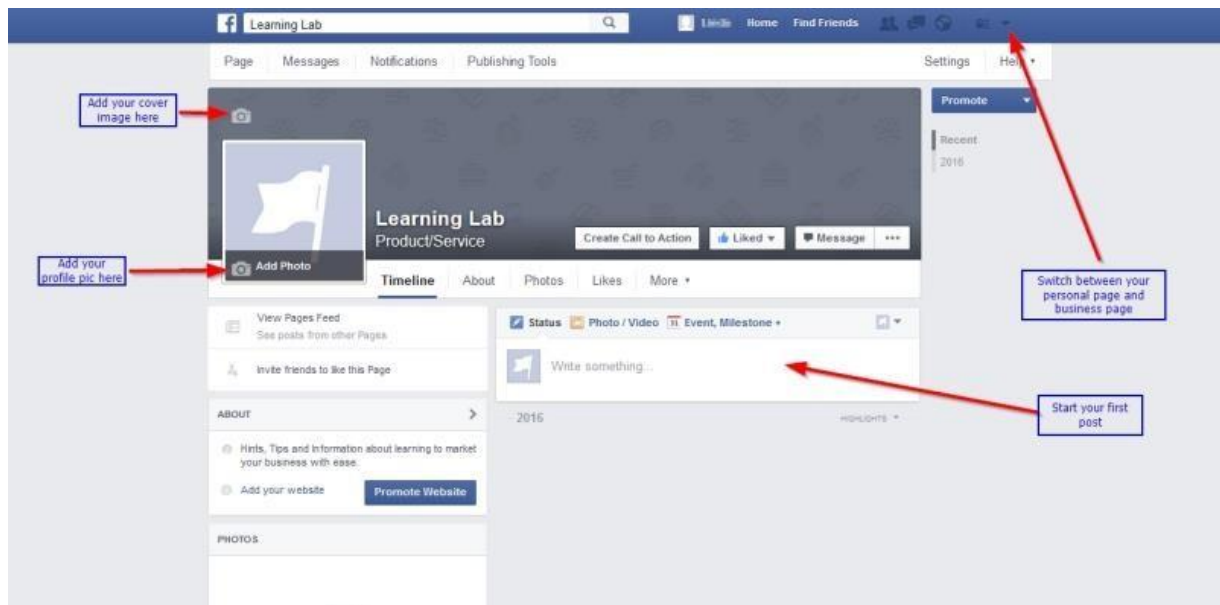 Learning Lab
Home Find Friends
Page Messages Notifications Publishing Tools Settings Help
Add your cover
image here
Promote
Recent
2016
Learning Lab
Product/Service
Create Call to Action Liked Message
Add your
profile pic here
Add Photo
Timeline About Photos Likes More
Switch between your
personal page and
business page
View Pages Feed
See posts from other Pages
Invite friends to like this Page
Status Photo / Video 31 Event, Milestone +
Write something...
Start your first
post
ABOUT
2016 HIGHLIGHTS
Hints, Tips and Information about learning to market
your business with ease.
Add your website Promote Website
PHOTOS